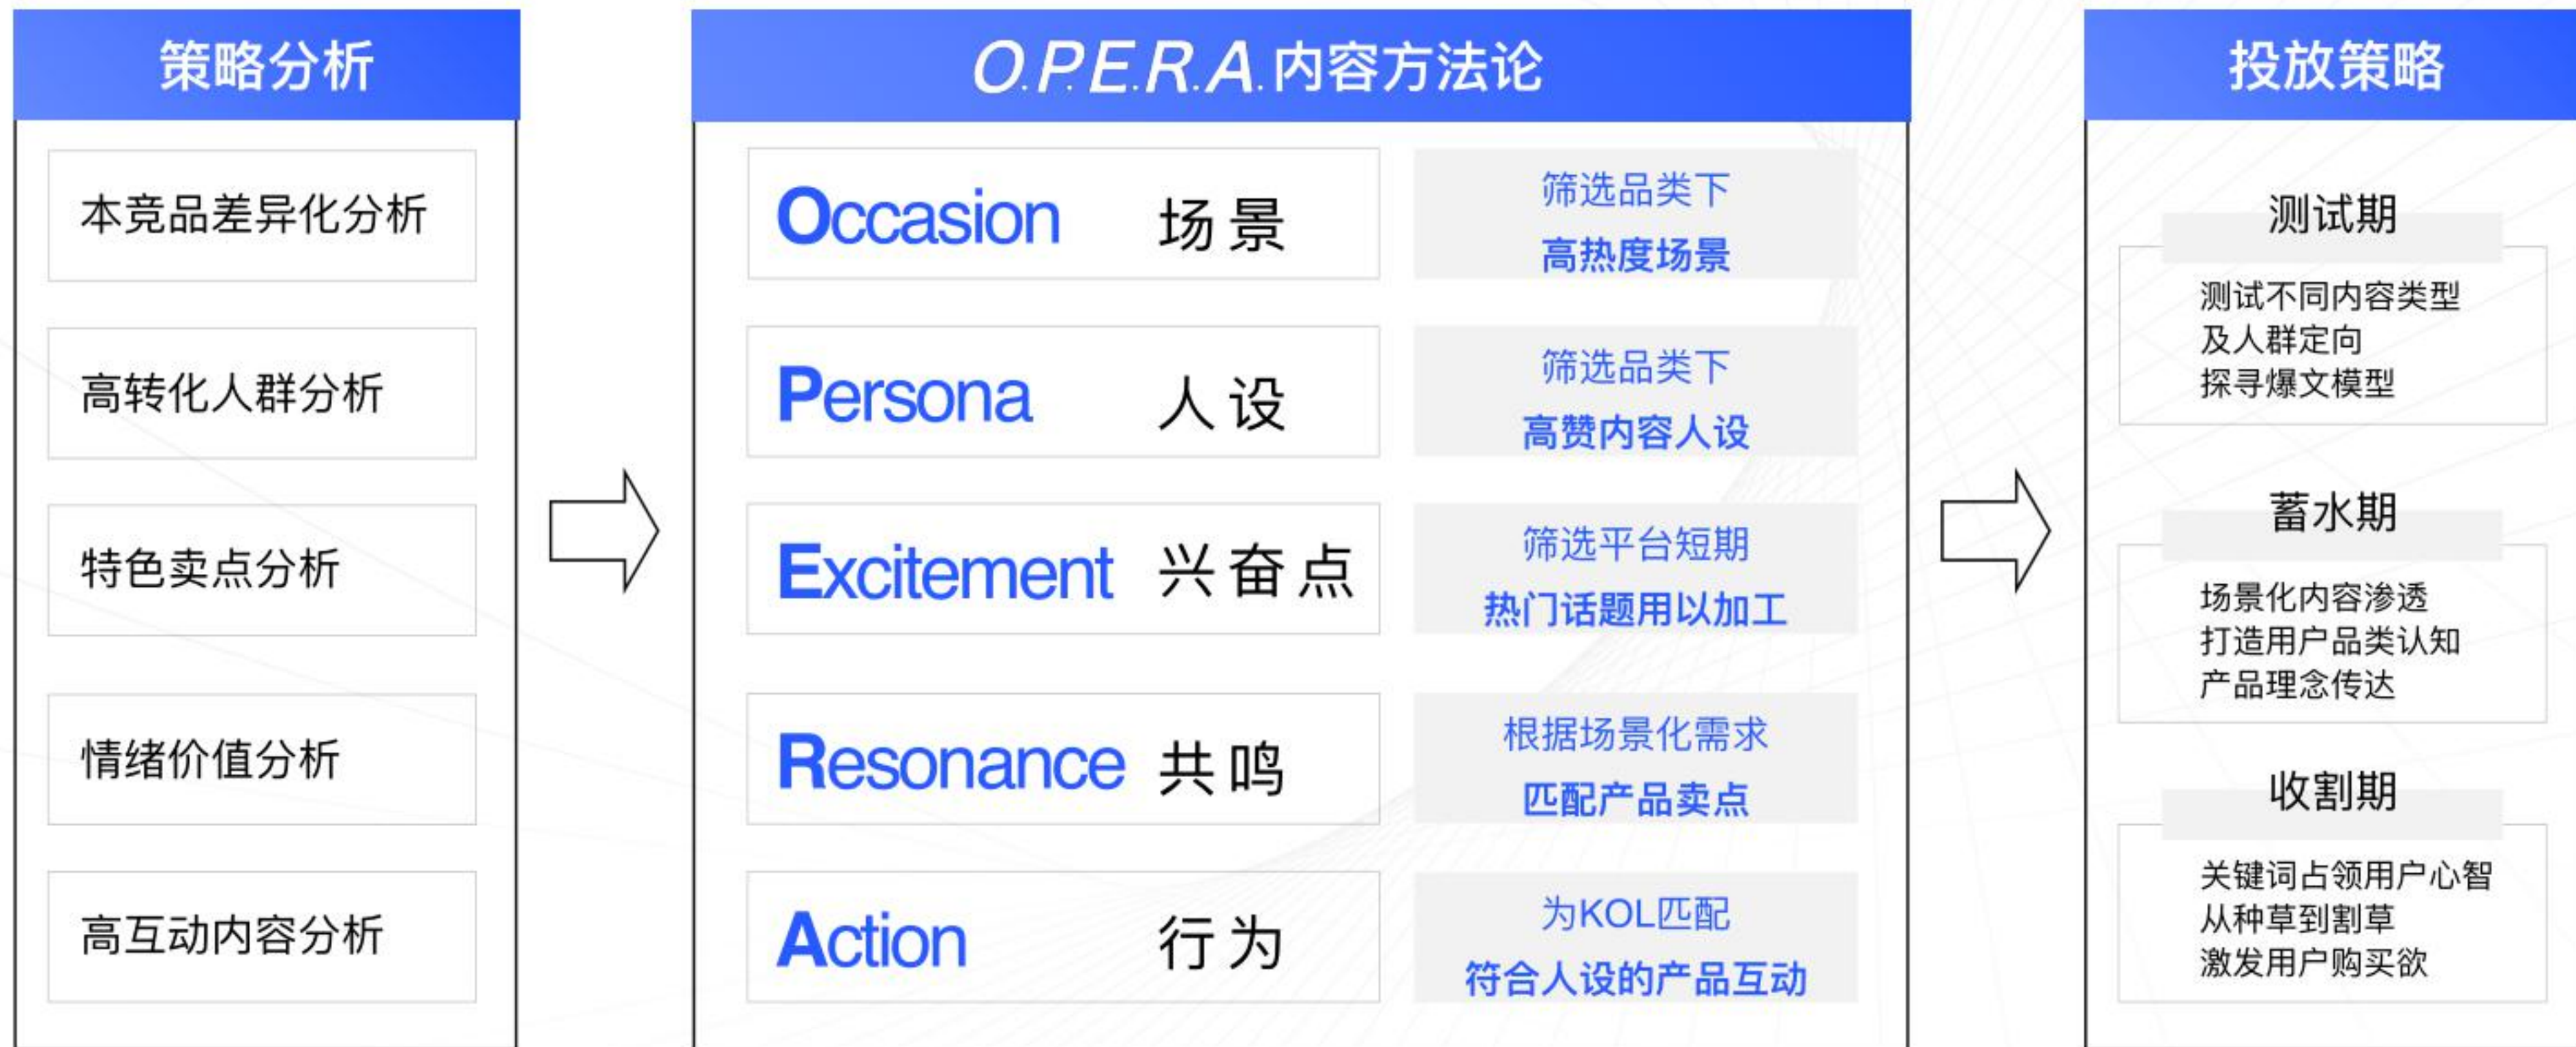 策略分析
本竞品差异化分析
高转化人群分析
特色卖点分析
情绪价值分析
高互动内容分析
O.P.E.R.A.内容方法论
Occasion 场景
筛选品类下
高热度场景
Persona 人设
筛选品类下
高赞内容人设
Excitement 兴奋点
筛选平台短期
热门话题用以加工
Resonance 共鸣
根据场景化需求
匹配产品卖点
Action 行为
为KOL匹配
符合人设的产品互动
投放策略
测试期
测试不同内容类型
及人群定向
探寻爆文模型
蓄水期
场景化内容渗透
打造用户品类认知
产品理念传达
收割期
关键词占领用户心智
从种草到割草
激发用户购买欲